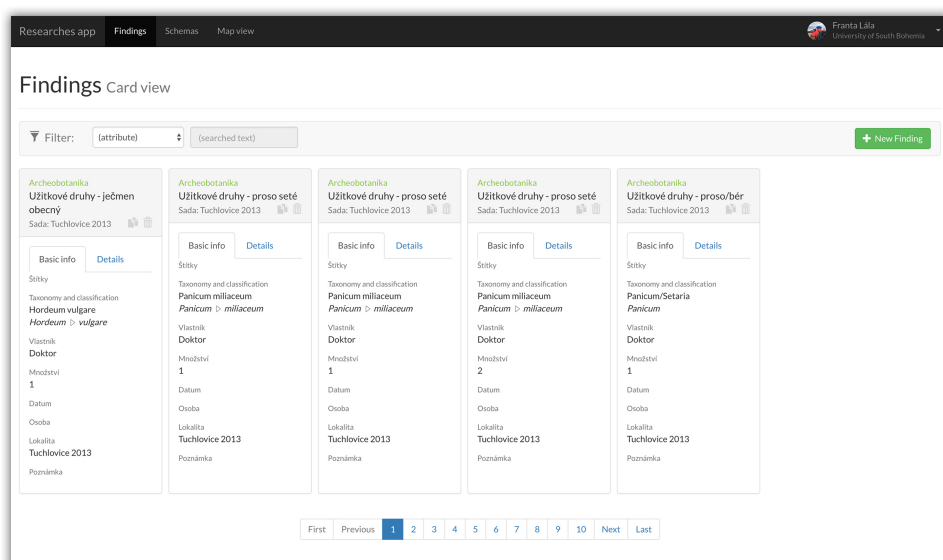 Researches app Findings Schemas Map view
Franta Lála
University of South Bohemia
Findings Card view
Filter: (attribute) (searched text) New Finding
Archeobotanika
Užitkové druhy - ječmen
obecný
Sada: Tuchlovice 2013
Basic info Details
Štítky
Taxonomy and classification
Hordeum vulgare
Hordeum ▷ vulgare
Vlastník
Doktor
Množství
1
Datum
Osoba
Lokalita
Tuchlovice 2013
Poznámka
Archeobotanika
Užitkové druhy - proso seté
Sada: Tuchlovice 2013
Basic info Details
Štítky
Taxonomy and classification
Panicum miliaceum
Panicum ▷ miliaceum
Vlastník
Doktor
Množství
1
Datum
Osoba
Lokalita
Tuchlovice 2013
Poznámka
Archeobotanika
Užitkové druhy - proso seté
Sada: Tuchlovice 2013
Basic info Details
Štítky
Taxonomy and classification
Panicum miliaceum
Panicum ▷ miliaceum
Vlastník
Doktor
Množství
1
Datum
Osoba
Lokalita
Tuchlovice 2013
Poznámka
Archeobotanika
Užitkové druhy - proso seté
Sada: Tuchlovice 2013
Basic info Details
Štítky
Taxonomy and classification
Panicum miliaceum
Panicum ▷ miliaceum
Vlastník
Doktor
Množství
2
Datum
Osoba
Lokalita
Tuchlovice 2013
Poznámka
Archeobotanika
Užitkové druhy - proso/bér
Sada: Tuchlovice 2013
Basic info Details
Štítky
Taxonomy and classification
Panicum/Setaria
Panicum
Vlastník
Doktor
Množství
1
Datum
Osoba
Lokalita
Tuchlovice 2013
Poznámka
First Previous 1 2 3 4 5 6 7 8 9 10 Next Last